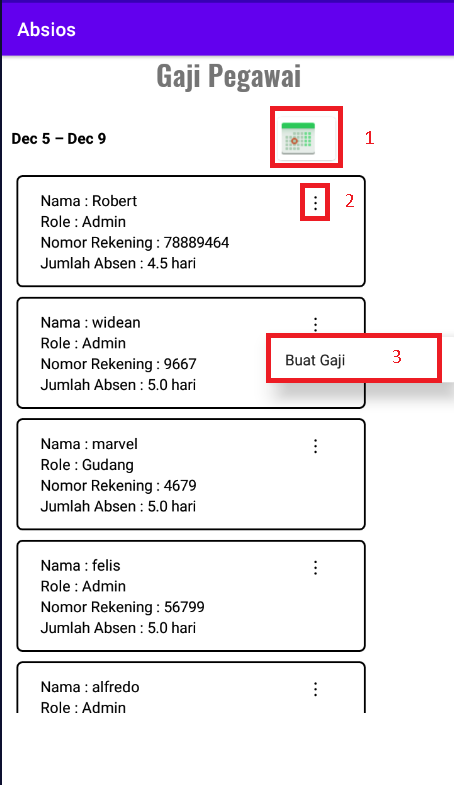 Absios
Gaji Pegawai
Dec 5 – Dec 9
1
Nama : Robert
2
Role : Admin
Nomor Rekening : 78889464
Jumlah Absen : 4.5 hari
Nama : widean
Role : Admin
Nomor Rekening : 9667
Buat Gaji
3
Jumlah Absen : 5.0 hari
Nama : marvel
Role : Gudang
Nomor Rekening : 4679
Jumlah Absen : 5.0 hari
Nama : felis
Role : Admin
Nomor Rekening : 56799
Jumlah Absen : 5.0 hari
Nama : alfredo
Role : Admin